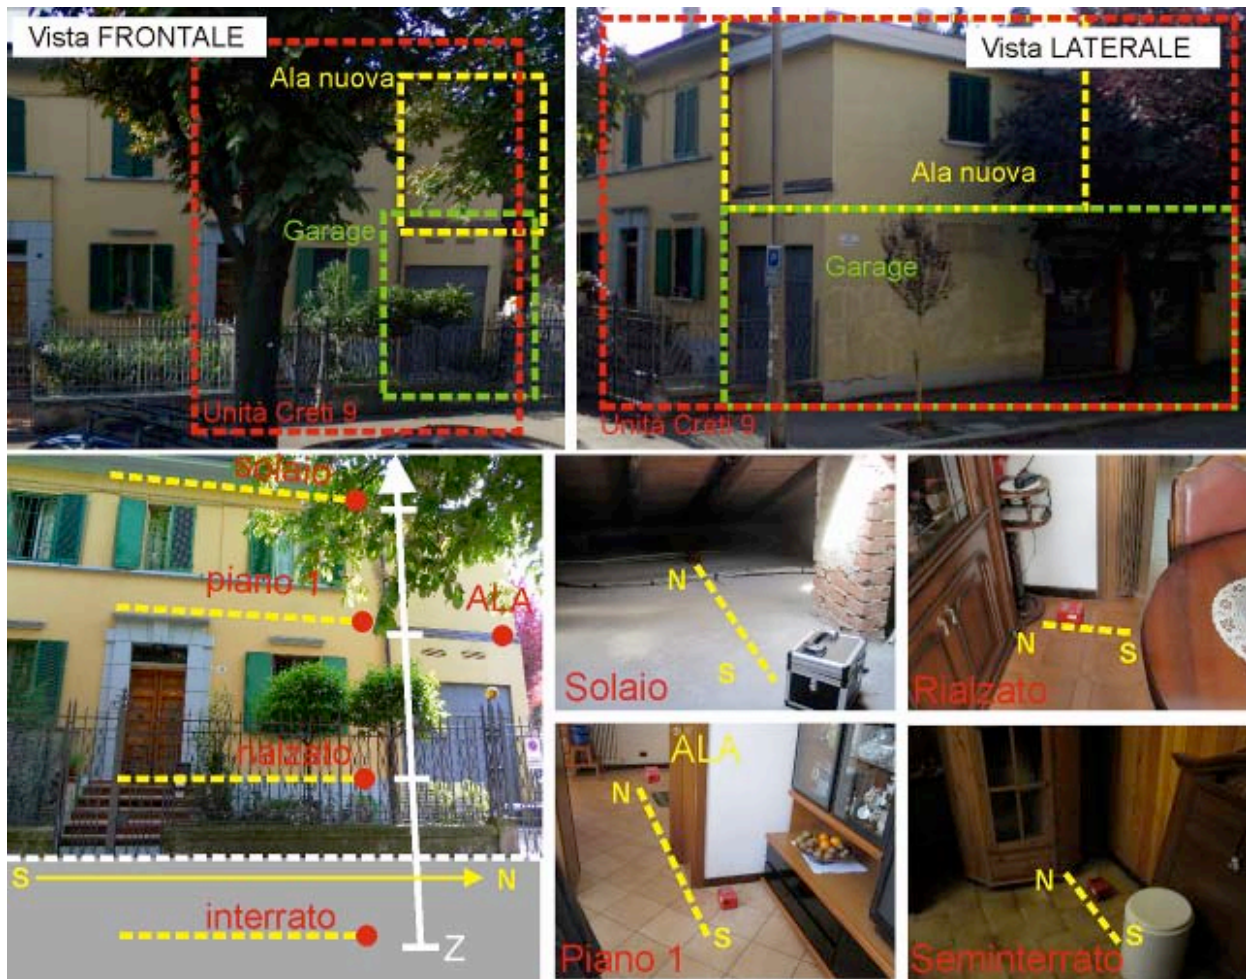 Vista FRONTALE
Ala nuova
Garage
Unità Creti 9
Vista LATERALE
Ala nuova
Garage
Unità Creti 9
solaio
piano 1
ALA
rialzato
S
N
interrato
Z
N
S
Solaio
N
S
Rialzato
ALA
N
S
Piano 1
N
S
Seminterrato